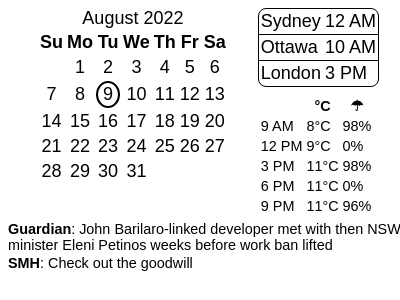 August 2022
Su Mo Tu We Th Fr Sa
1 2 3 4 5 6
7 8 9 10 11 12 13
14 15 16 17 18 19 20
21 22 23 24 25 26 27
28 29 30 31
Sydney 12 AM
Ottawa 10 AM
London 3 PM
°C ☂
9 AM 8°C 98%
12 PM 9°C 0%
3 PM 11°C 98%
6 PM 11°C 0%
9 PM 11°C 96%
Guardian: John Barilaro-linked developer met with then NSW
minister Eleni Petinos weeks before work ban lifted
SMH: Check out the goodwill